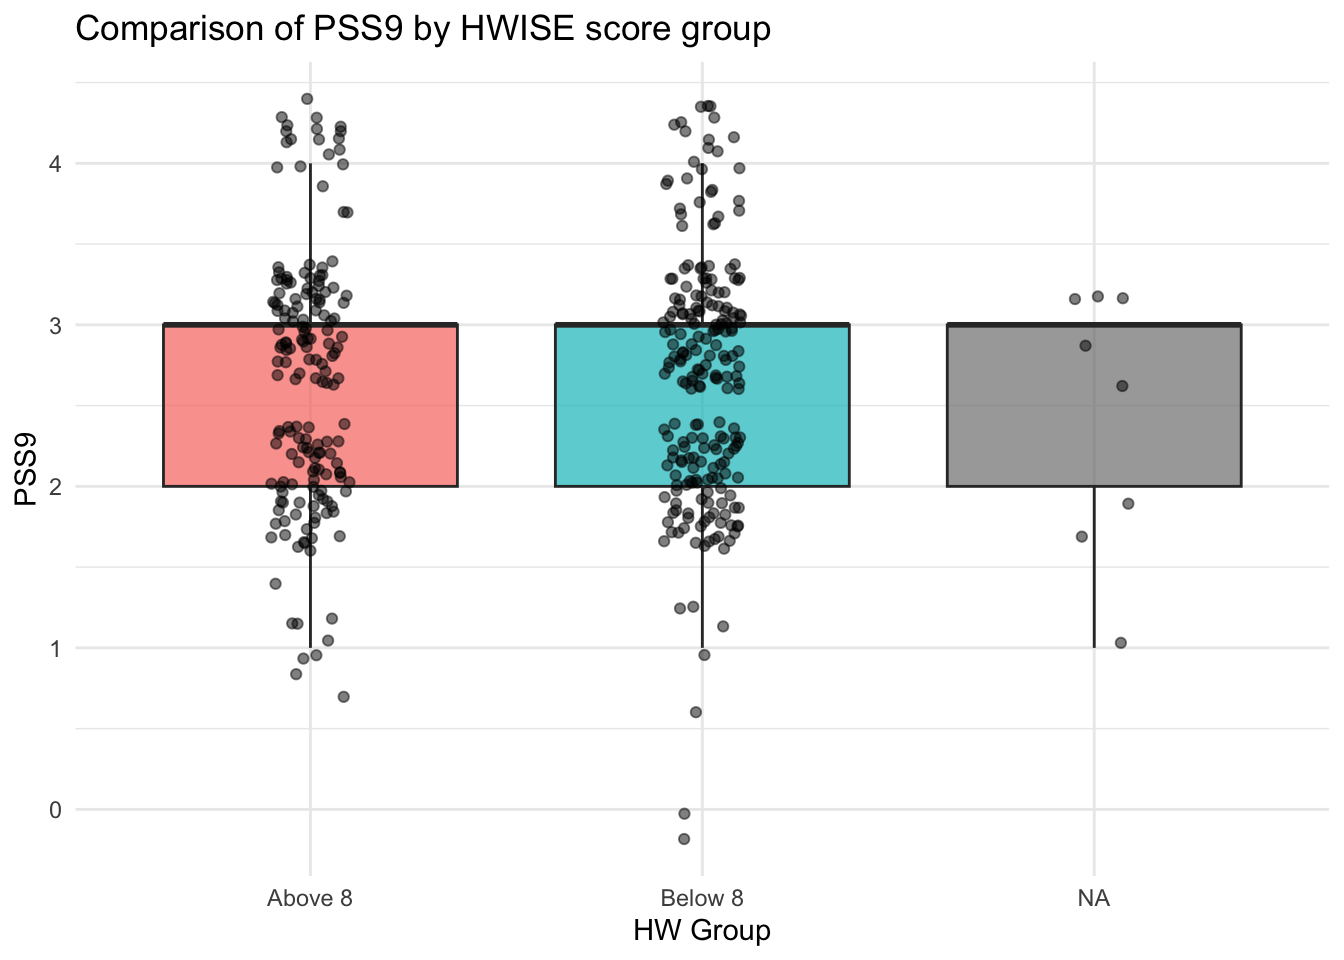 Comparison of PSS9 by HWISE score group
PSS9
4
3
2
1
0
Above 8
Below 8
NA
HW Group